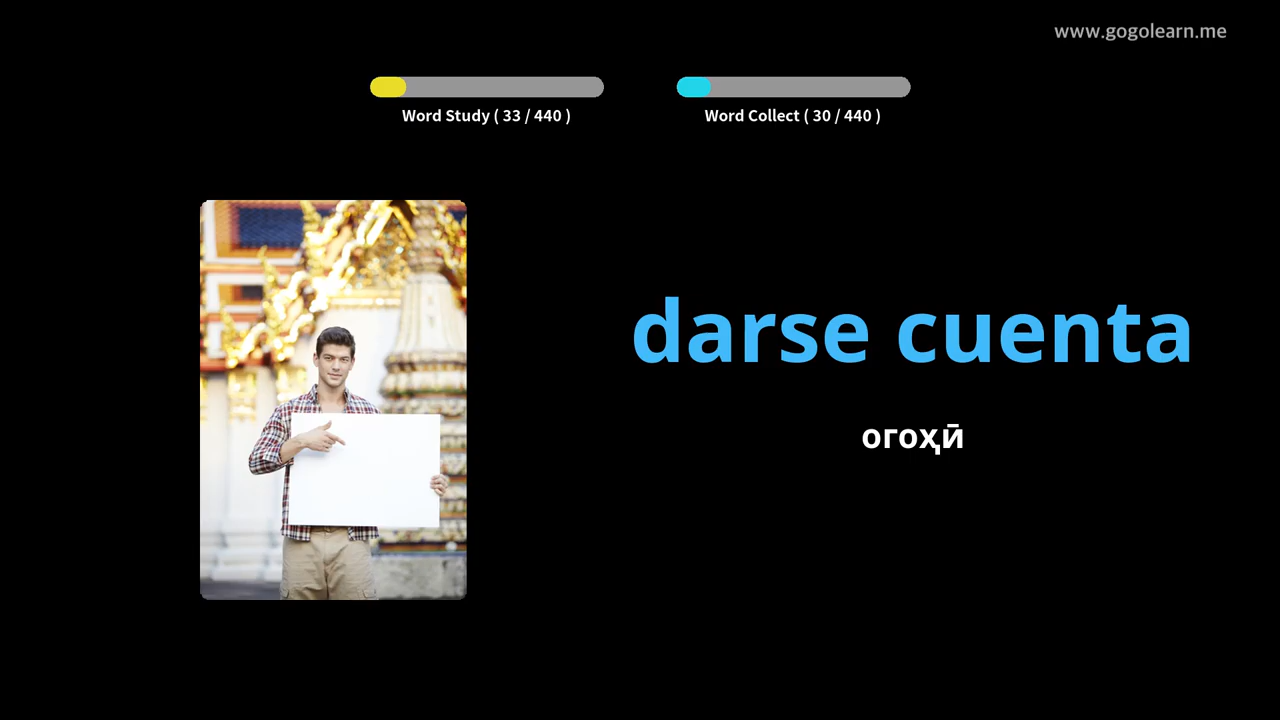 www.gogolearn.me
Word Study ( 33 / 440 )
Word Collect ( 30 / 440 )
darse cuenta
огоҳӣ